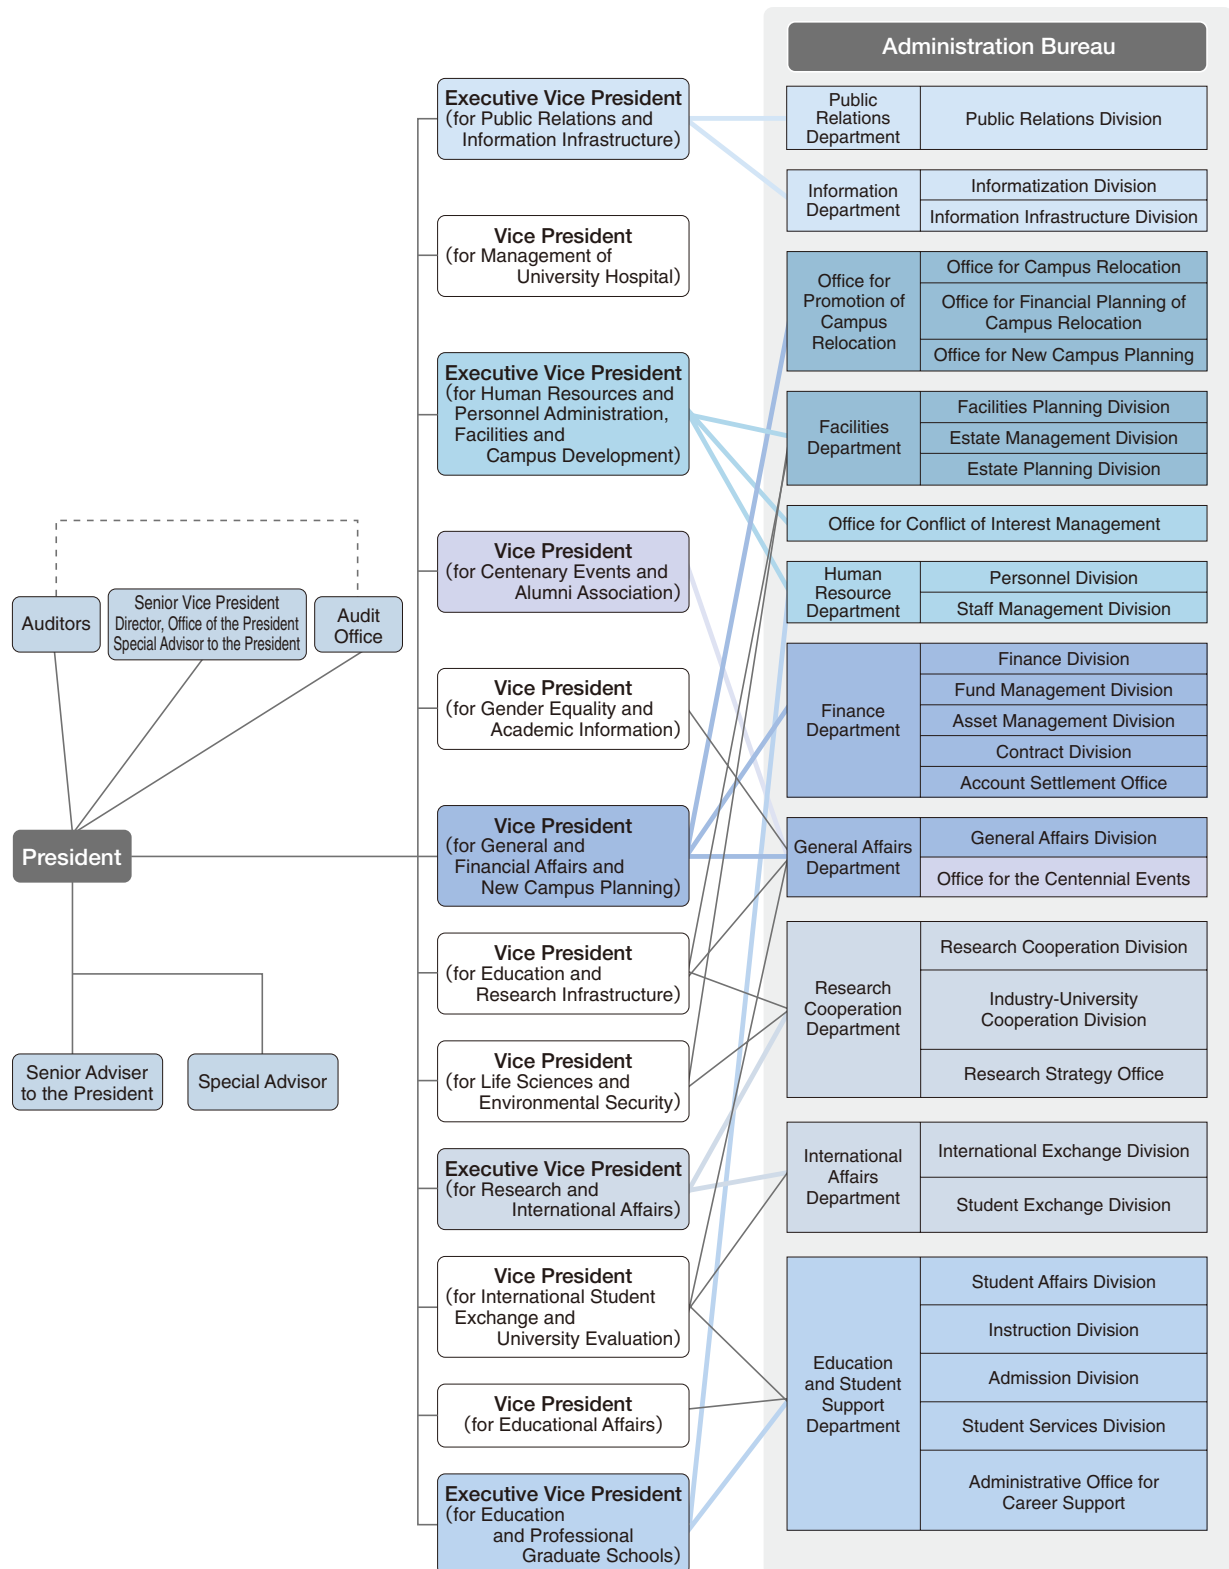 Administration Bureau
Executive Vice President
(for Public Relations and
Information Infrastructure)
Vice President
(for Management of
University Hospital)
Executive Vice President
(for Human Resources and
Personnel Administration,
Facilities and
Campus Development)
Vice President
(for Centenary Events and
Alumni Association)
Vice President
(for Gender Equality and
Academic Information)
Vice President
(for General and
Financial Affairs and
New Campus Planning)
Vice President
(for Education and
Research Infrastructure)
Vice President
(for Life Sciences and
Environmental Security)
Executive Vice President
(for Research and
International Affairs)
Vice President
(for International Student
Exchange and
University Evaluation)
Vice President
(for Educational Affairs)
Executive Vice President
(for Education
and Professional
Graduate Schools)
Auditors
Senior Vice President
Director, Office of the President
Special Advisor to the President
Audit
Office
President
Senior Adviser
to the President
Special Advisor
Public
Relations
Department
Public Relations Division
Information
Department
Informatization Division
Information Infrastructure Division
Office for
Promotion of
Campus
Relocation
Office for Campus Relocation
Office for Financial Planning of
Campus Relocation
Office for New Campus Planning
Facilities
Department
Facilities Planning Division
Estate Management Division
Estate Planning Division
Office for Conflict of Interest Management
Human
Resource
Department
Personnel Division
Staff Management Division
Finance
Department
Finance Division
Fund Management Division
Asset Management Division
Contract Division
Account Settlement Office
General Affairs
Department
General Affairs Division
Office for the Centennial Events
Research
Cooperation
Department
Research Cooperation Division
Industry-University
Cooperation Division
Research Strategy Office
International
Affairs
Department
International Exchange Division
Student Exchange Division
Education
and Student
Support
Department
Student Affairs Division
Instruction Division
Admission Division
Student Services Division
Administrative Office for
Career Support